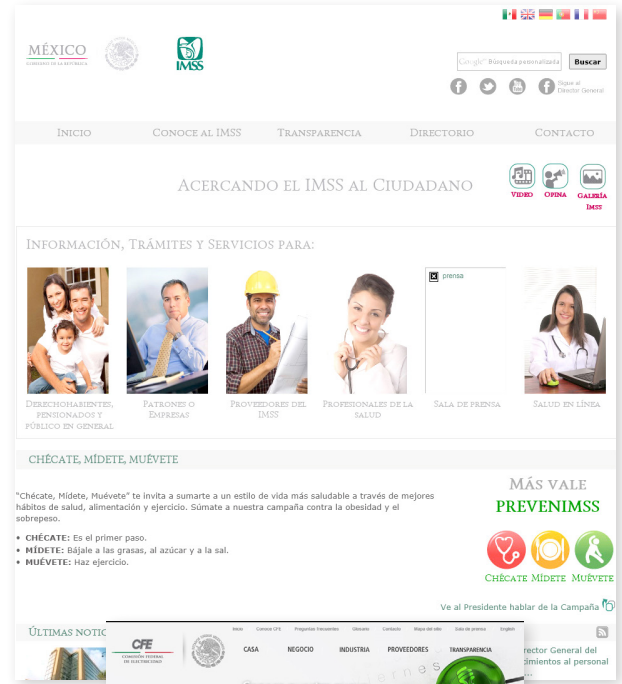 MÉXICO
GOBIERNO DE LA REPÚBLICA
IMSS
Google™ Búsqueda personalizada
Buscar
Sigue al
Director General
Inicio
Conoce al IMSS
Transparencia
Directorio
Contacto
Acercando el IMSS al Ciudadano
Video
Opina
Galería
Imss
Información, Trámites y Servicios para:
prensa
Derechohabientes,
pensionados y
público en general
Patrones o
Empresas
Proveedores del
IMSS
Profesionales de la
salud
Sala de prensa
Salud en línea
CHÉCATE, MÍDETE, MUÉVETE
"Chécate, Mídete, Muévete" te invita a sumarte a un estilo de vida más saludable a través de mejores
hábitos de salud, alimentación y ejercicio. Súmate a nuestra campaña contra la obesidad y el
sobrepeso.
• CHÉCATE: Es el primer paso.
• MÍDETE: Bájale a las grasas, al azúcar y a la sal.
• MUÉVETE: Haz ejercicio.
Más vale
PREVENIMSS
Chécate Mídete Muévete
Ve al Presidente hablar de la Campaña
Últimas notic
Inicio
Conoce CFE
Preguntas frecuentes
Glosario
Contacto
Mapa del sitio
Sala de prensa
English
CFE
COMISIÓN FEDERAL
DE ELECTRICIDAD
CASA
NEGOCIO
INDUSTRIA
PROVEEDORES
TRANSPARENCIA
rector General del
cimientos al personal
...